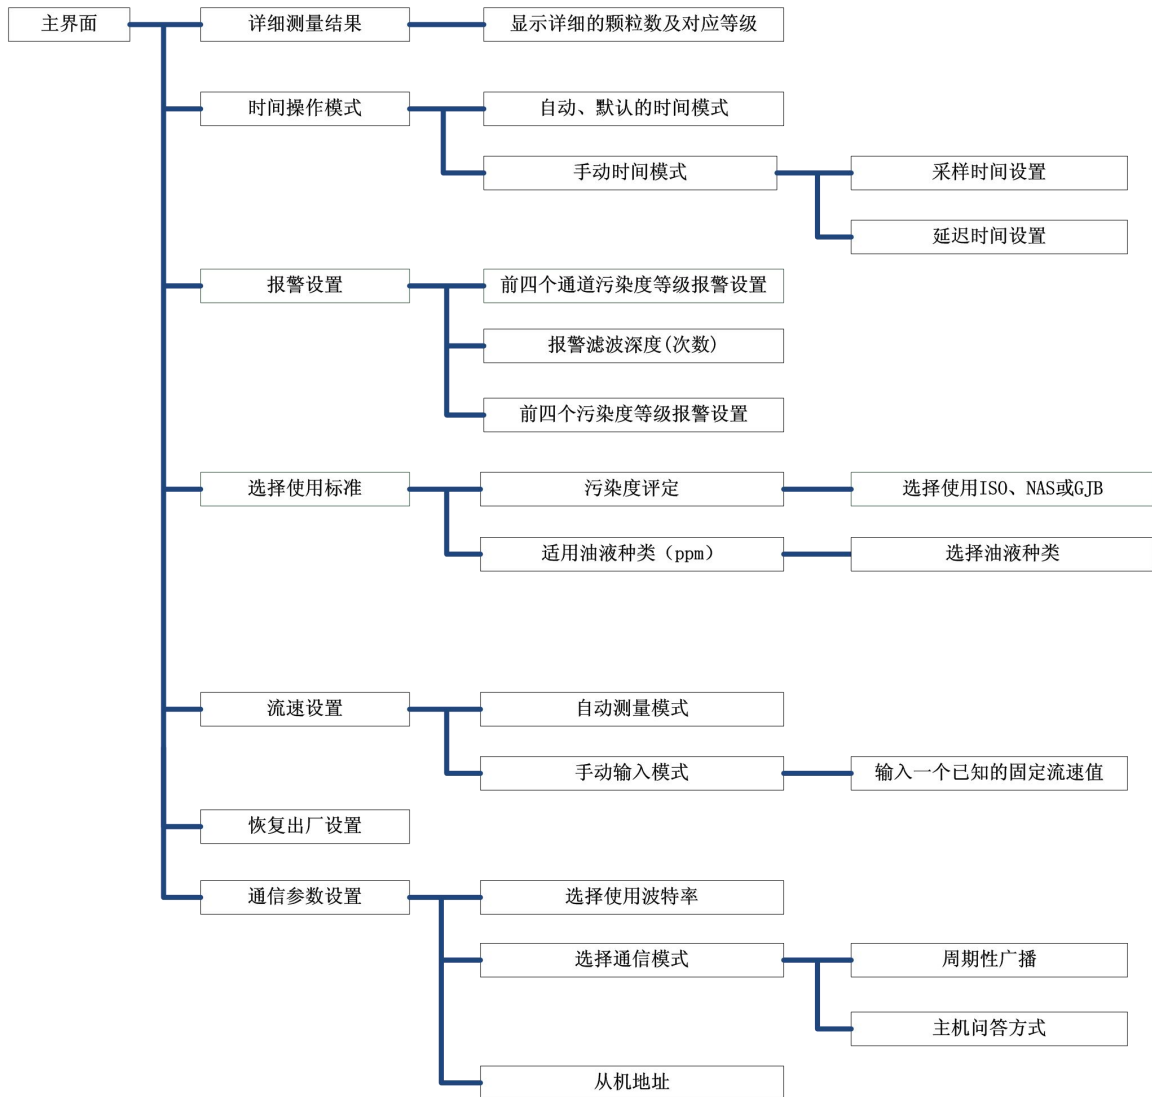 主界面
详细测量结果
显示详细的颗粒数及对应等级
时间操作模式
自动、默认的时间模式
手动时间模式
采样时间设置
延迟时间设置
报警设置
前四个通道污染度等级报警设置
报警滤波深度(次数)
前四个污染度等级报警设置
选择使用标准
污染度评定
选择使用ISO、NAS或GJB
适用油液种类（ppm）
选择油液种类
流速设置
自动测量模式
手动输入模式
输入一个已知的固定流速值
恢复出厂设置
通信参数设置
选择使用波特率
选择通信模式
周期性广播
主机问答方式
从机地址